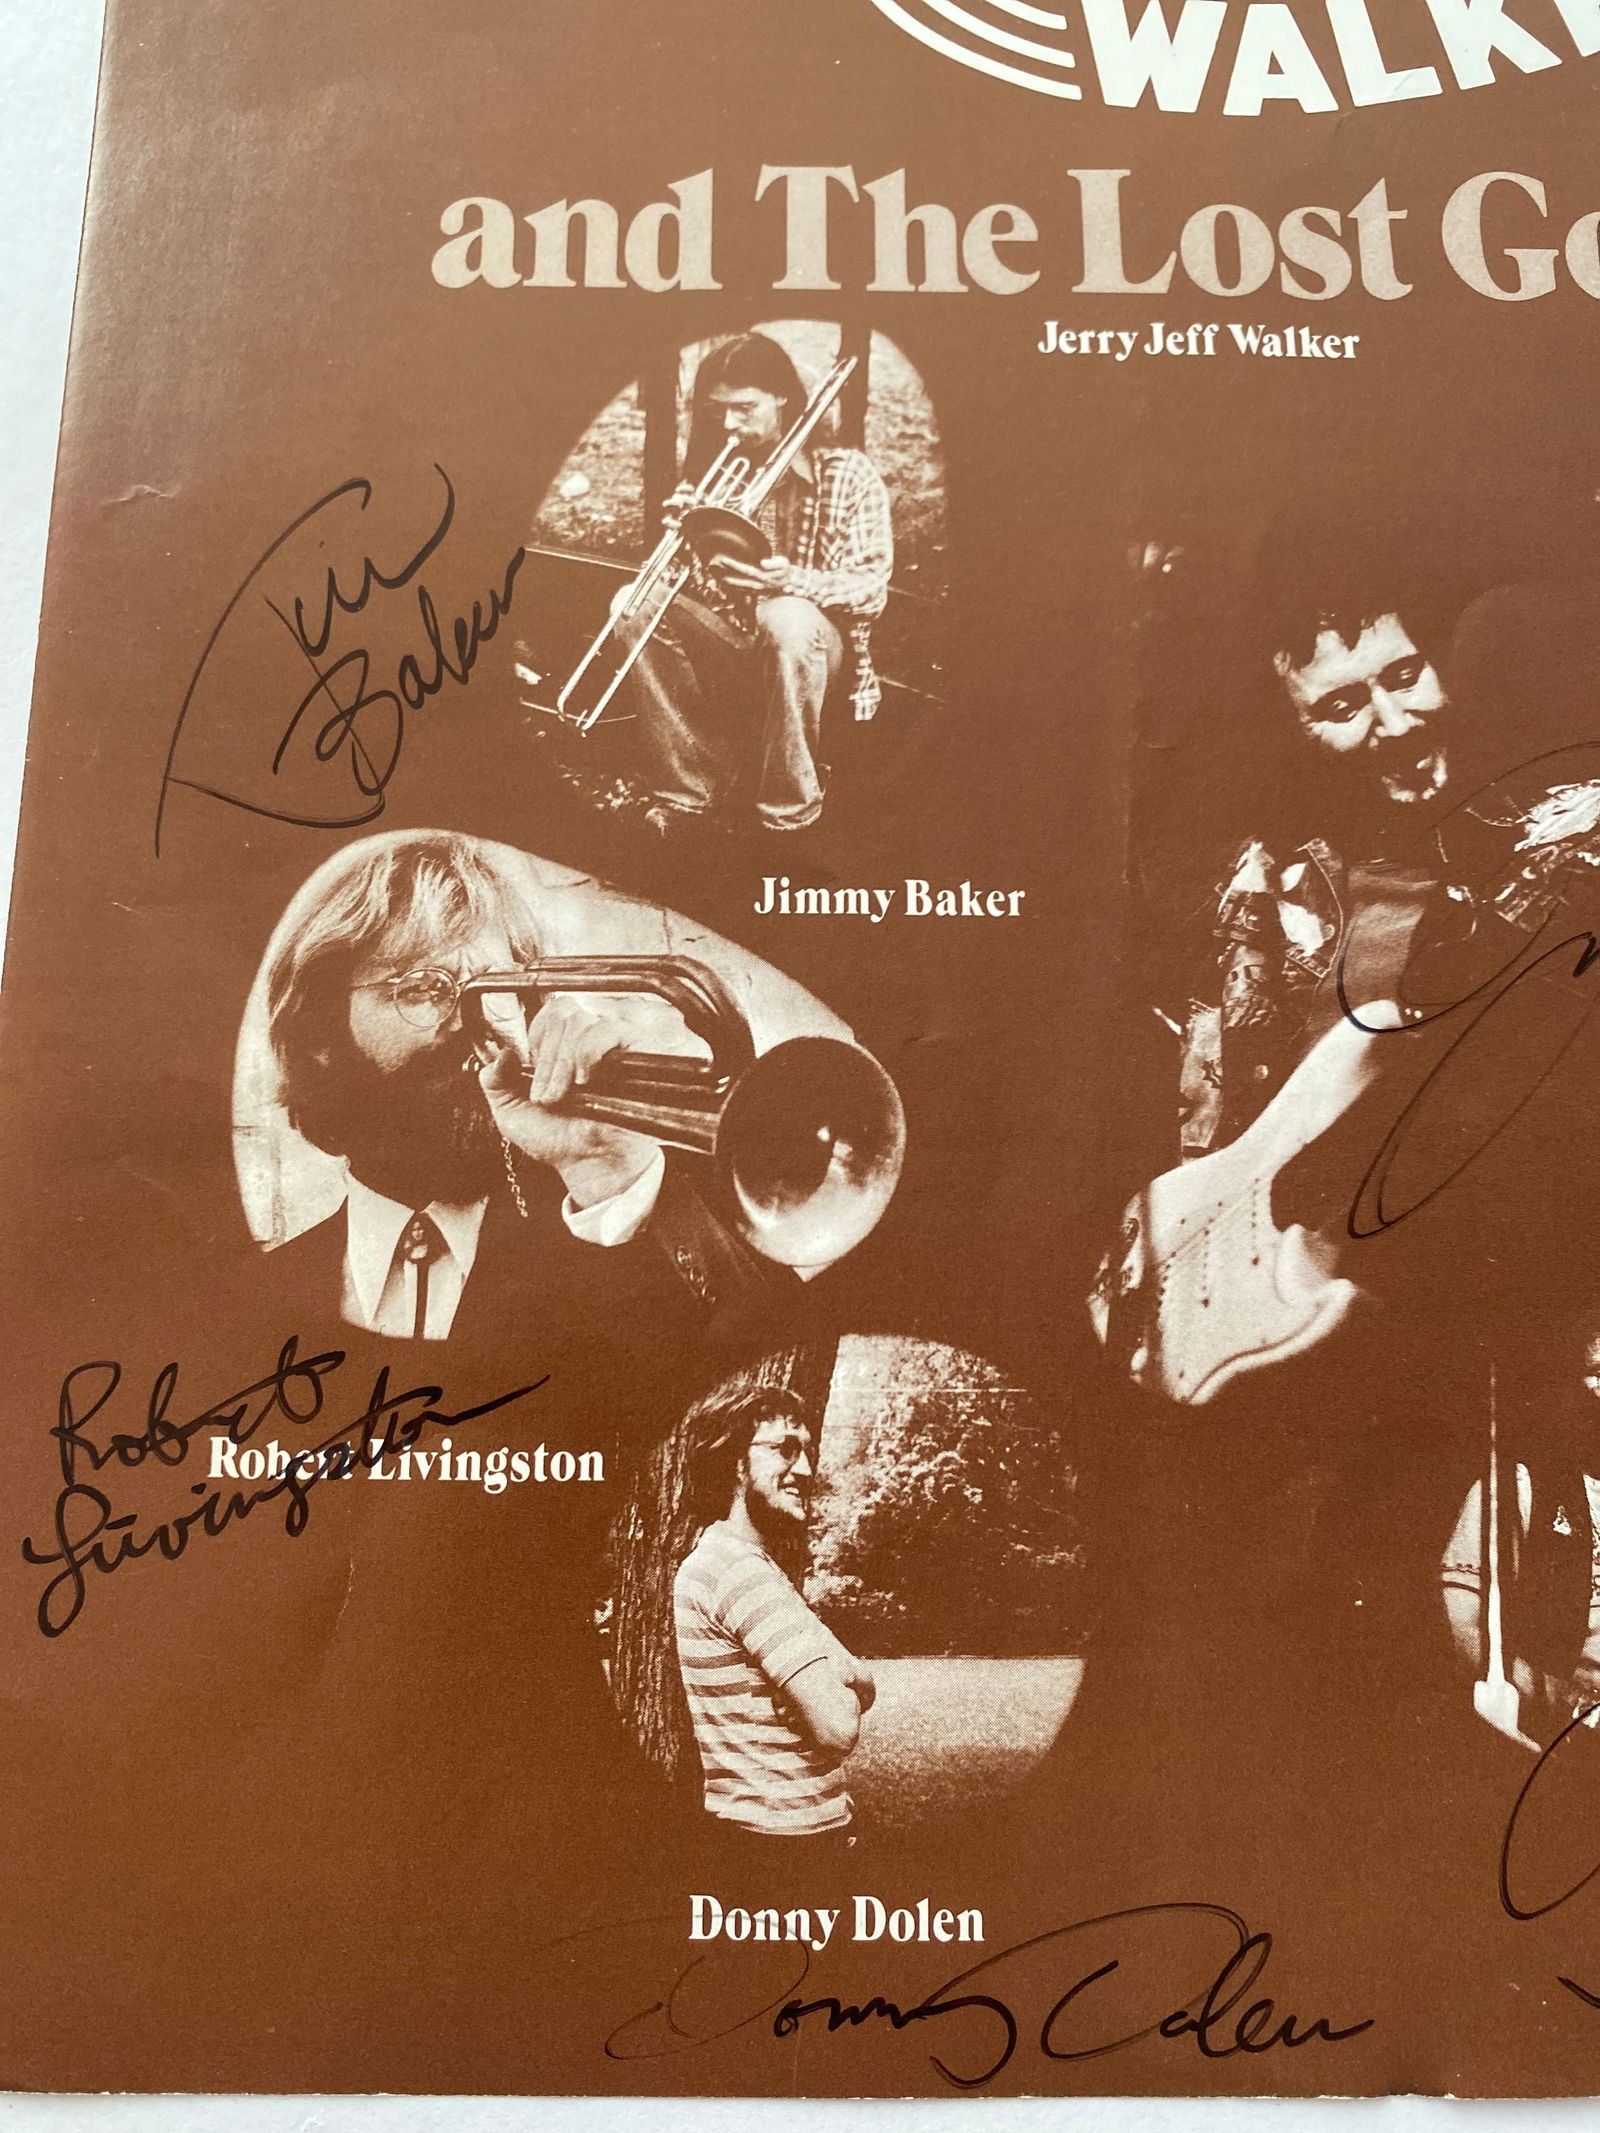 WALK
and The Lost Go
Jerry Jeff Walker
Jim
Baker
Jimmy Baker
Robert
Livingston
Robert Livingston
Donny Dolen
Donny Dolen